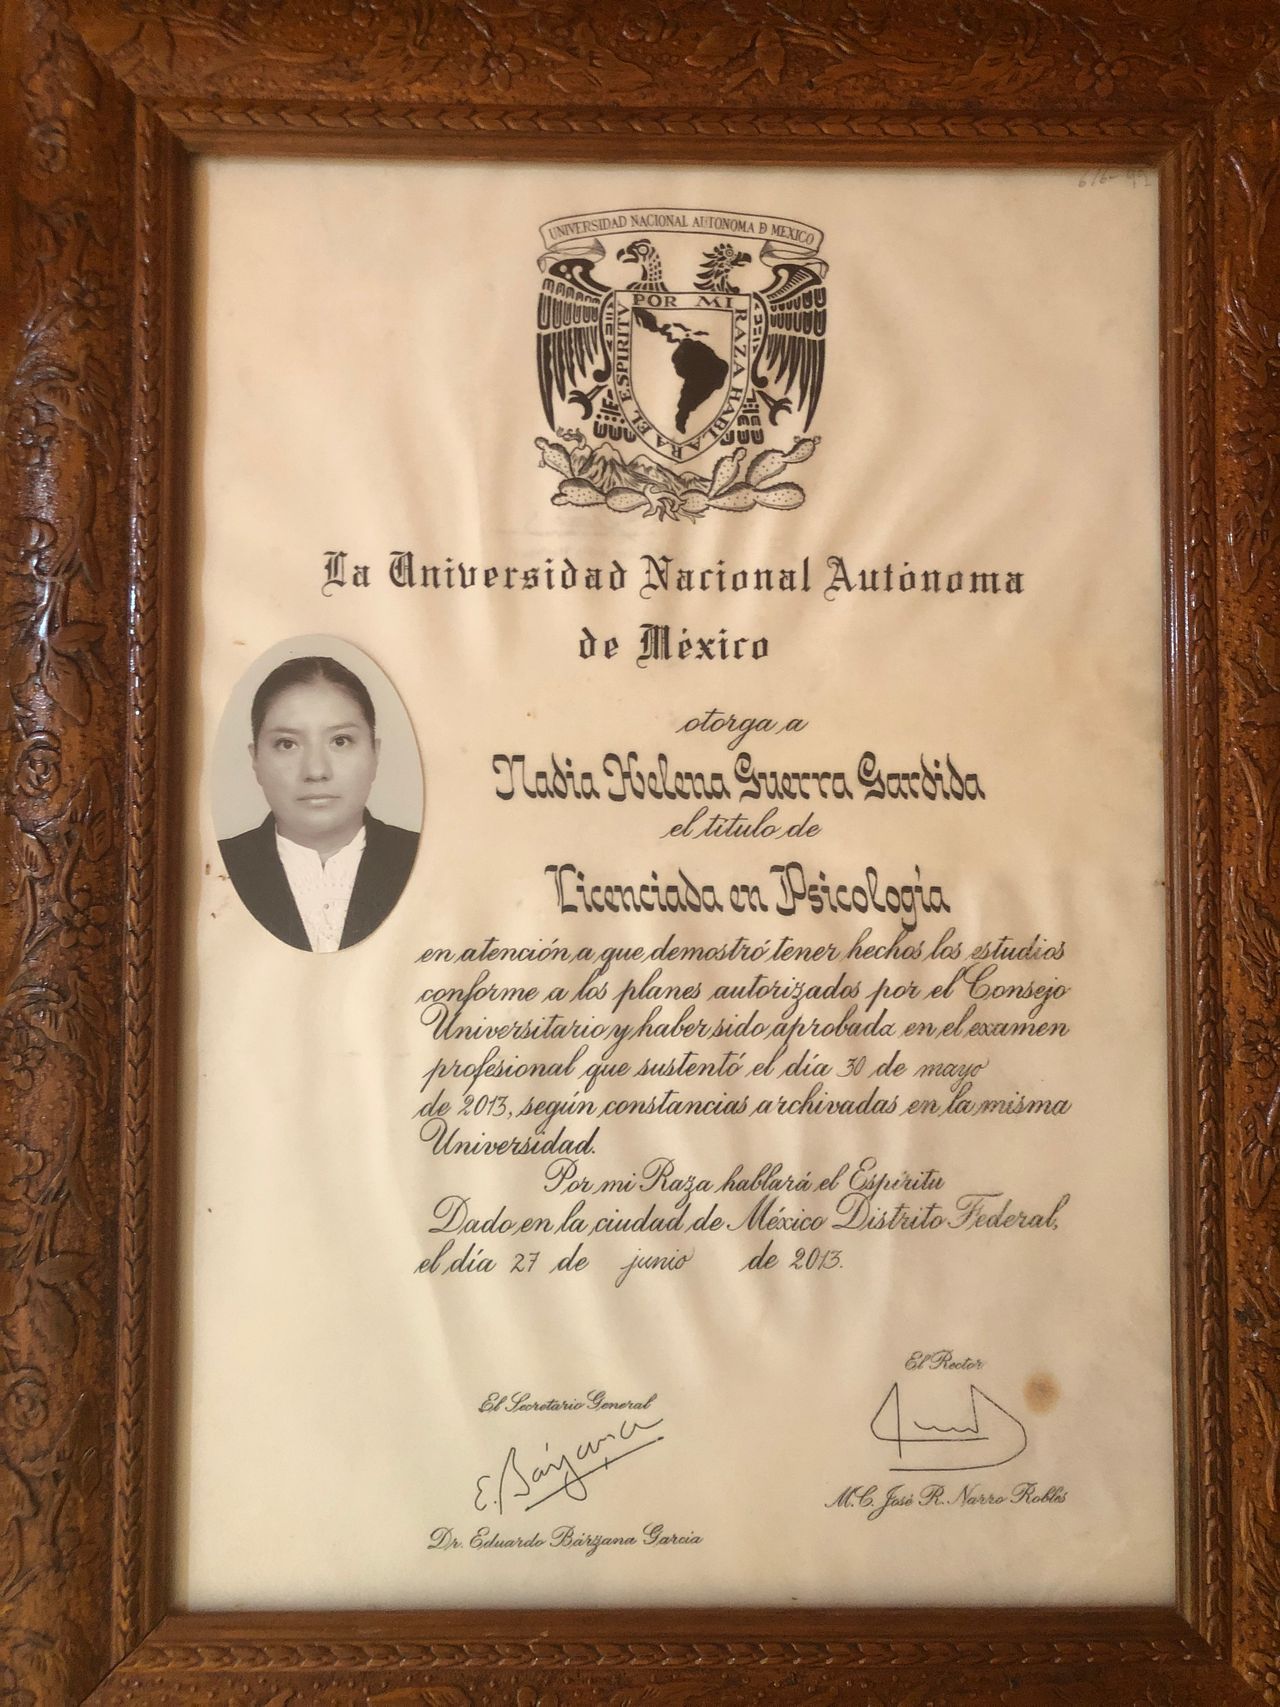 UNIVERSIDAD NACIONAL AUTONOMA D MEXICO
POR MI RAZA HABLARA EL ESPIRITU
La Universidad Nacional Autónoma
de México
otorga a
Nadia Helena Guerra Gardida
el título de
Licenciada en Psicología
en atención a que demostró tener hechos los estudios
conforme a los planes autorizados por el Consejo
Universitario y haber sido aprobada en el examen
profesional que sustentó el día 30 de mayo
de 2013, según constancias archivadas en la misma
Universidad.
Por mi Raza hablará el Espíritu
Dado en la ciudad de México Distrito Federal,
el día 27 de junio de 2013.
El Secretario General
E. Bárzana
Dr. Eduardo Bárzana García
El Rector
M.C. José R. Narro Robles